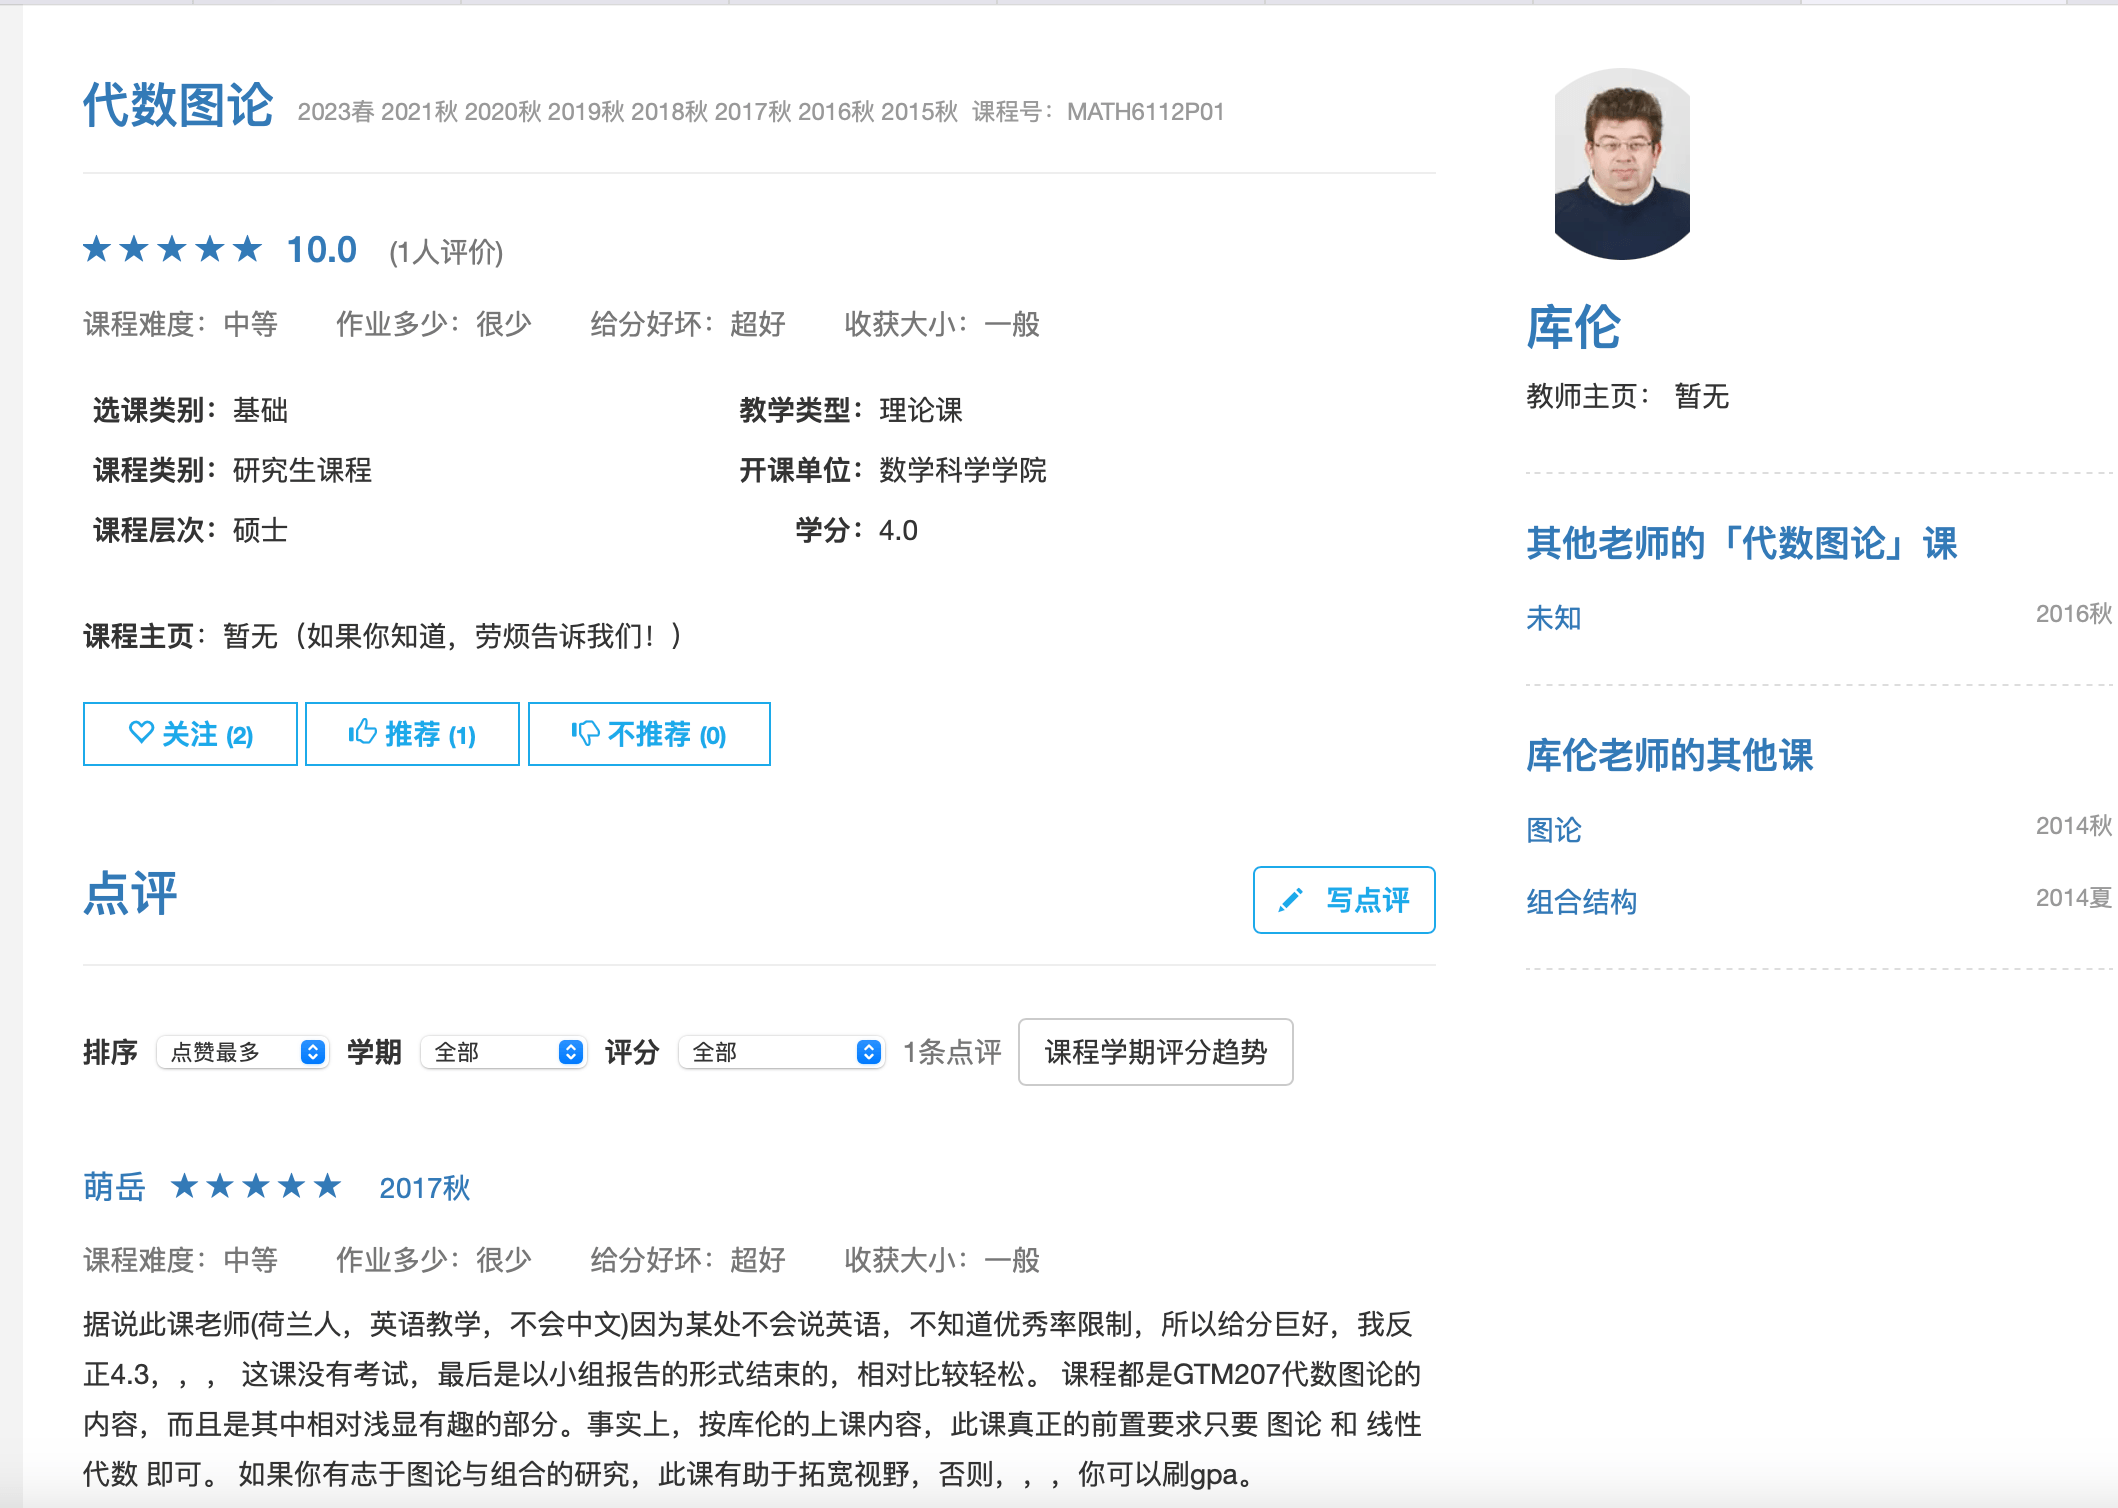 代数图论 2023春 2021秋 2020秋 2019秋 2018秋 2017秋 2016秋 2015秋 课程号：MATH6112P01
★★★★★ 10.0 (1人评价)
课程难度：中等 作业多少：很少 给分好坏：超好 收获大小：一般
选课类别：基础 教学类型：理论课
课程类别：研究生课程 开课单位：数学科学学院
课程层次：硕士 学分：4.0
课程主页：暂无（如果你知道，劳烦告诉我们！）
关注 (2) 推荐 (1) 不推荐 (0)
点评 写点评
排序 点赞最多 学期 全部 评分 全部 1条点评 课程学期评分趋势
萌岳 ★★★★★ 2017秋
课程难度：中等 作业多少：很少 给分好坏：超好 收获大小：一般
据说此课老师(荷兰人，英语教学，不会中文)因为某处不会说英语，不知道优秀率限制，所以给分巨好，我反
正4.3，，， 这课没有考试，最后是以小组报告的形式结束的，相对比较轻松。 课程都是GTM207代数图论的
内容，而且是其中相对浅显有趣的部分。事实上，按库伦的上课内容，此课真正的前置要求只要 图论 和 线性
代数 即可。 如果你有志于图论与组合的研究，此课有助于拓宽视野，否则，，，你可以刷gpa。
库伦
教师主页： 暂无
其他老师的「代数图论」课
未知 2016秋
库伦老师的其他课
图论 2014秋
组合结构 2014夏